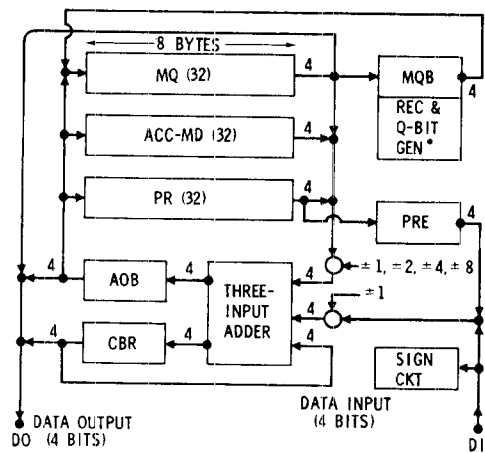 8 BYTES
MQ (32)
4
4
MQB
REC &
Q-BIT
GEN*
4
ACC-MD (32)
4
4
PR (32)
4
PRE
4
± 1, ± 2, ± 4, ± 8
4
AOB
4
THREE-
INPUT
ADDER
4
± 1
4
4
CBR
4
4
SIGN
CKT
DATA OUTPUT
DO (4 BITS)
DATA INPUT
(4 BITS)
DI